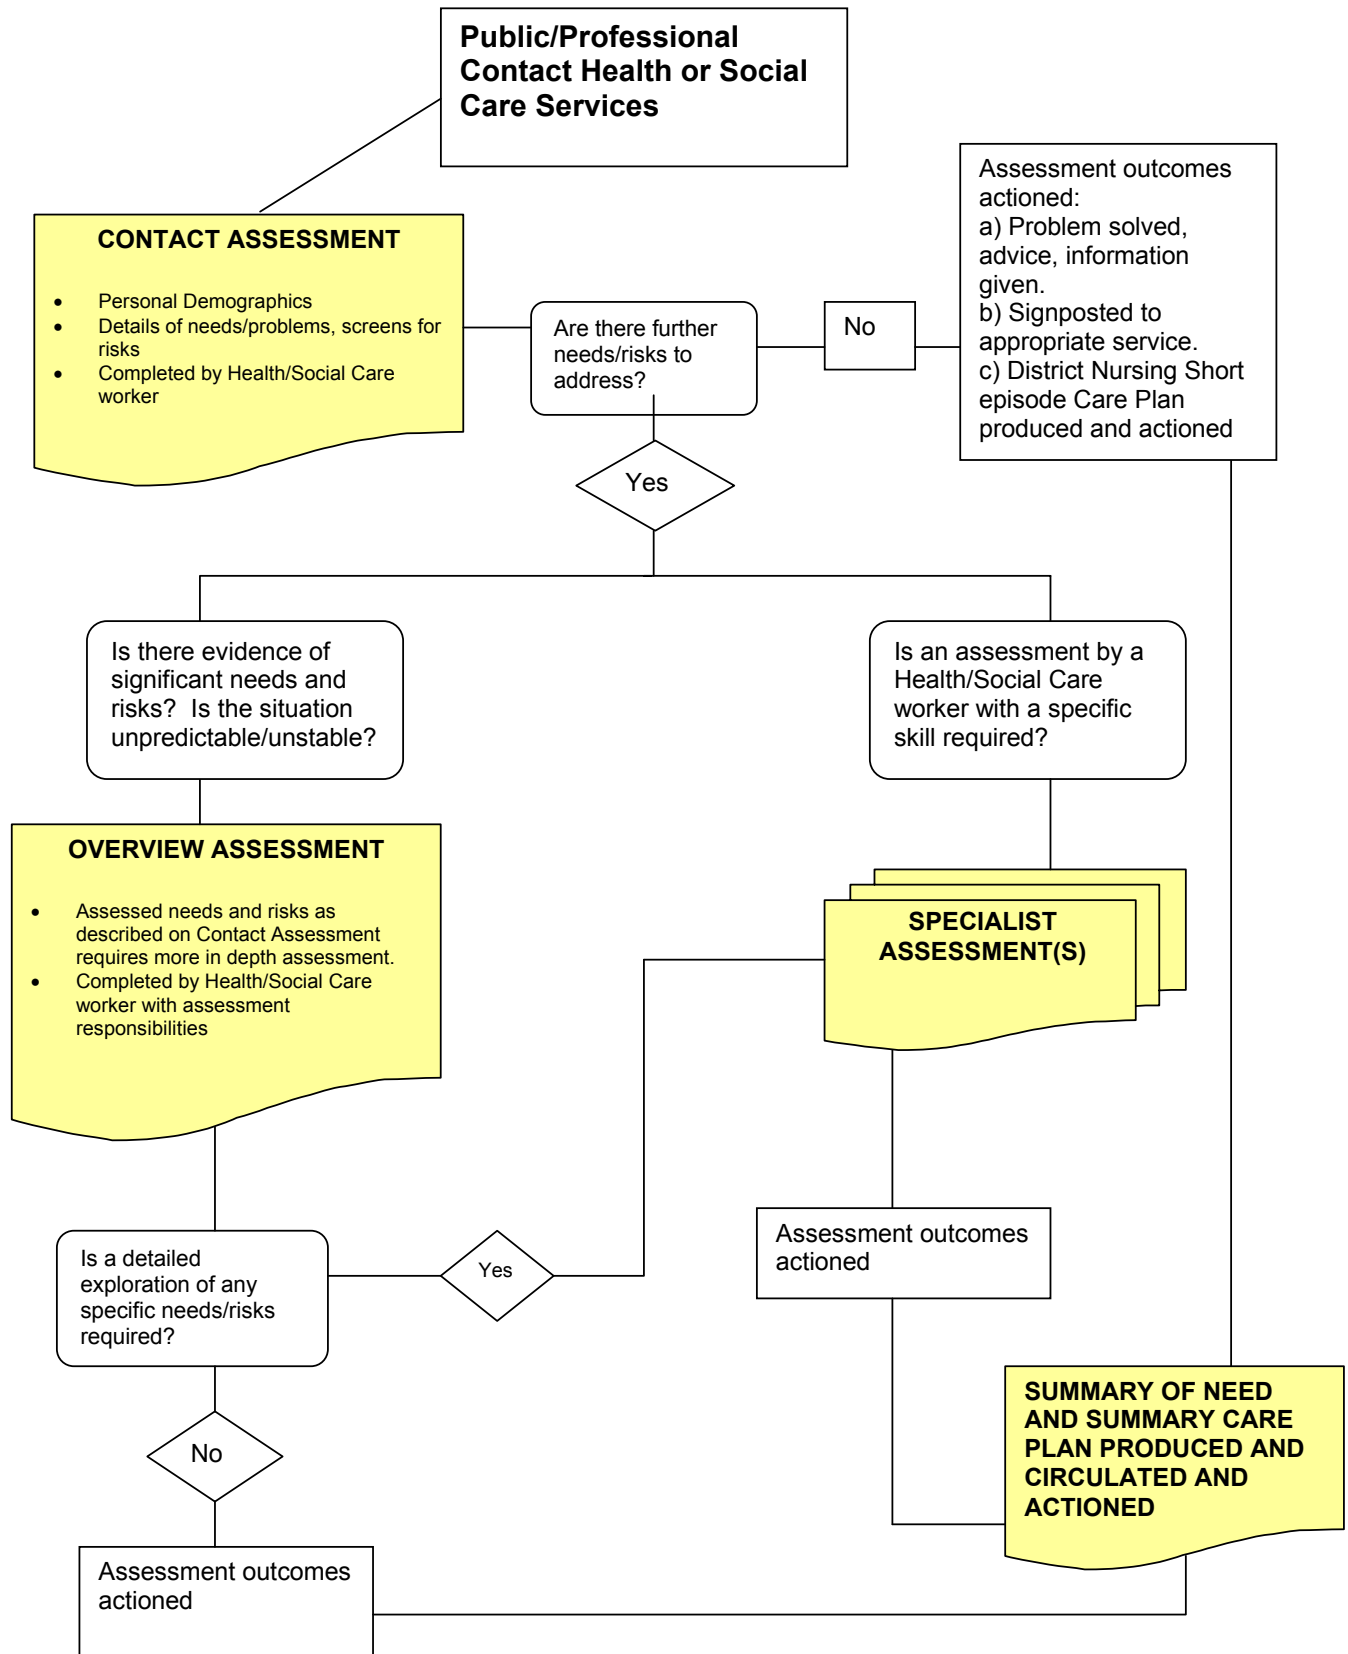 Public/Professional
Contact Health or Social
Care Services
CONTACT ASSESSMENT
• Personal Demographics
• Details of needs/problems, screens for
risks
• Completed by Health/Social Care
worker
Are there further
needs/risks to
address?
No
Assessment outcomes
actioned:
a) Problem solved,
advice, information
given.
b) Signposted to
appropriate service.
c) District Nursing Short
episode Care Plan
produced and actioned
Yes
Is there evidence of
significant needs and
risks?  Is the situation
unpredictable/unstable?
Is an assessment by a
Health/Social Care
worker with a specific
skill required?
OVERVIEW ASSESSMENT
• Assessed needs and risks as
described on Contact Assessment
requires more in depth assessment.
• Completed by Health/Social Care
worker with assessment
responsibilities
SPECIALIST
ASSESSMENT(S)
Is a detailed
exploration of any
specific needs/risks
required?
Yes
Assessment outcomes
actioned
No
SUMMARY OF NEED
AND SUMMARY CARE
PLAN PRODUCED AND
CIRCULATED AND
ACTIONED
Assessment outcomes
actioned